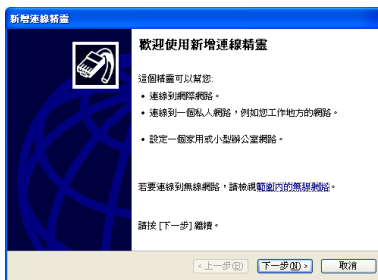 新增連線精靈
歡迎使用新增連線精靈
這個精靈可以幫您:
• 連線到網際網路。
• 連線到一個私人網路，例如您工作地方的網路。
• 設定一個家用或小型辦公室網路。
若要連線到無線網路，請檢視範圍內的無線網路。
請按 [下一步] 繼續。
<上一步(B) 下一步(N)> 取消